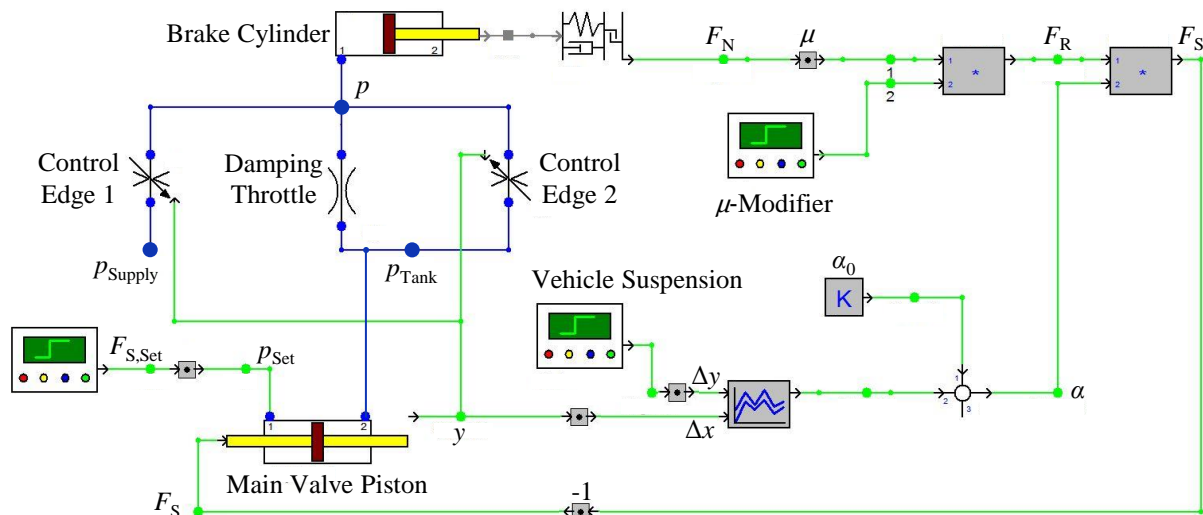 Brake Cylinder
1
2
F_N
μ
F_R
F_S
1
2
1
2
*
1
2
*
p
Control
Edge 1
Damping
Throttle
Control
Edge 2
μ-Modifier
p_Supply
p_Tank
Vehicle Suspension
α_0
K
F_S,Set
p_Set
Δy
1
2
3
α
1
2
y
Δx
Main Valve Piston
F_S
-1